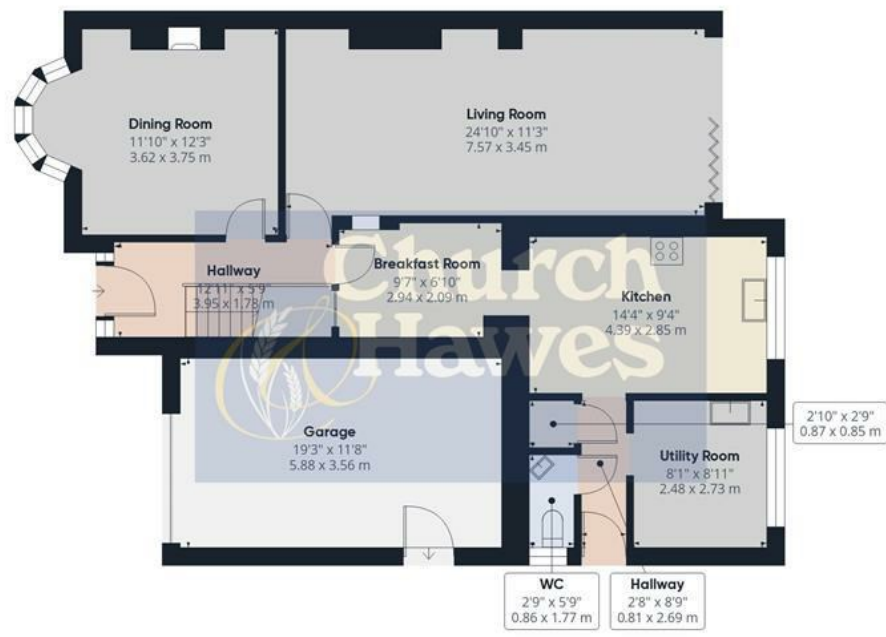 Dining Room
11'10" x 12'3"
3.62 x 3.75 m
Living Room
24'10" x 11'3"
7.57 x 3.45 m
Hallway
12'11" x 5'9"
3.95 x 1.78 m
Breakfast Room
9'7" x 6'10"
2.94 x 2.09 m
Kitchen
14'4" x 9'4"
4.39 x 2.85 m
Church
& Hawes
Garage
19'3" x 11'8"
5.88 x 3.56 m
2'10" x 2'9"
0.87 x 0.85 m
Utility Room
8'1" x 8'11"
2.48 x 2.73 m
WC
2'9" x 5'9"
0.86 x 1.77 m
Hallway
2'8" x 8'9"
0.81 x 2.69 m